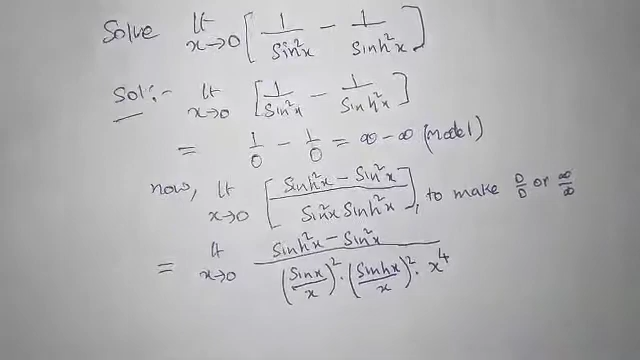 Solve lt x→0 [ 1/Sin²x − 1/Sinh²x ]
Sol:- lt x→0 [ 1/Sin²x − 1/Sinh²x ]
= 1/0 − 1/0 = ∞ − ∞ (model)
now, lt x→0 [ Sinh²x − Sin²x / Sin²x Sinh²x ], to make 0/0 or ∞/∞
= lt x→0 Sinh²x − Sin²x / (Sinx/x)² · (Sinhx/x)² · x⁴